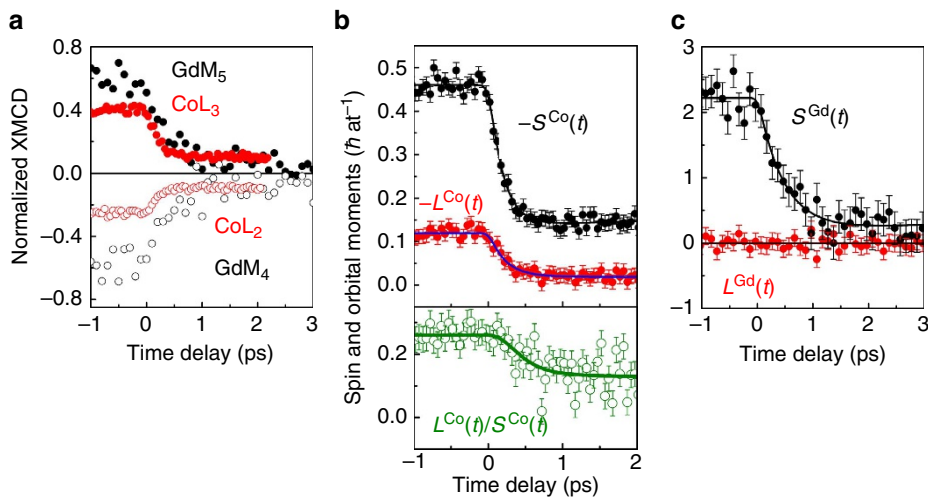 a
Normalized XMCD
0.8
0.4
0.0
−0.4
−0.8
GdM5
CoL3
CoL2
GdM4
−1 0 1 2 3
Time delay (ps)
b
Spin and orbital moments (ħ at−1)
0.5
0.4
0.3
0.2
0.1
0.0
0.2
0.0
−SCo(t)
−LCo(t)
LCo(t)/SCo(t)
−1 0 1 2
Time delay (ps)
c
3
2
1
0
−1
SGd(t)
LGd(t)
−1 0 1 2 3
Time delay (ps)